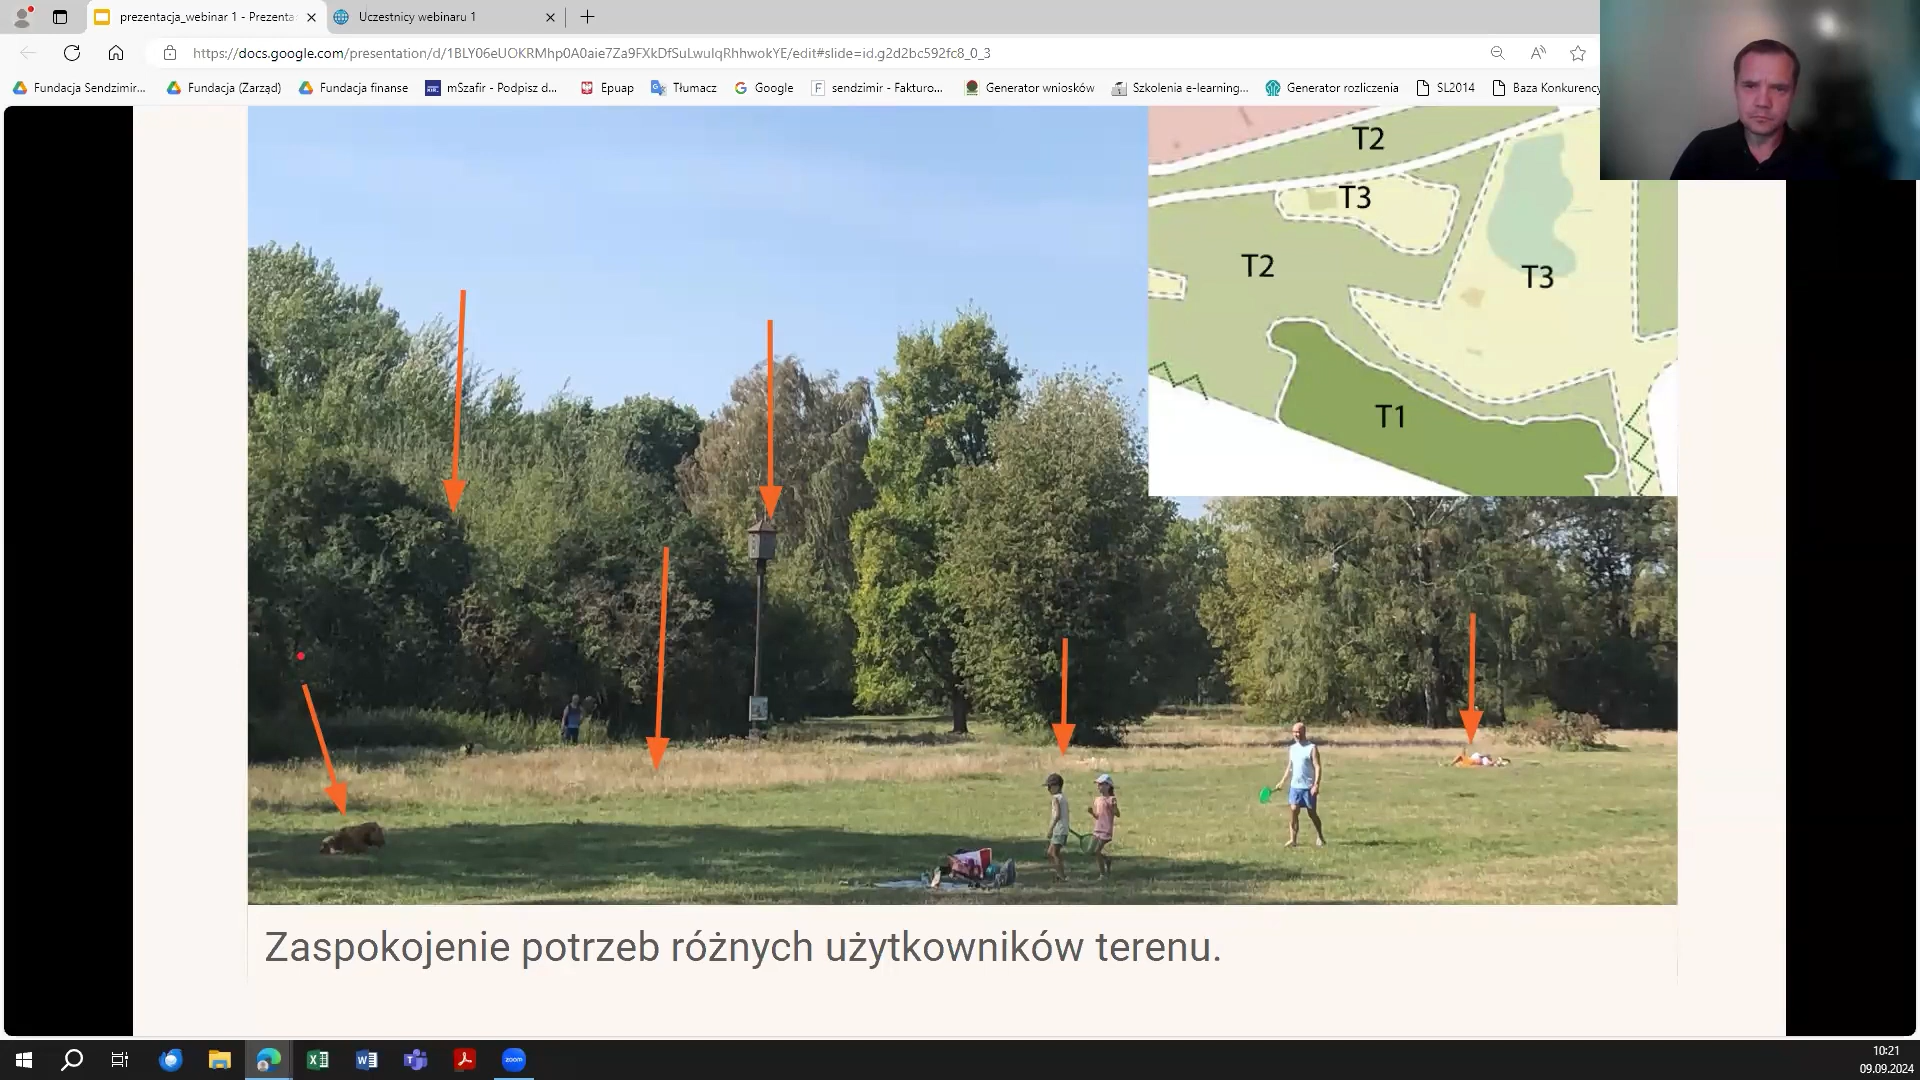 prezentacja_webinar 1 - Prezenta
Uczestnicy webinaru 1
https://docs.google.com/presentation/d/1BLY06eUOKRMhp0A0aie7Za9FXkDfSuLwulqRhhwokYE/edit#slide=id.g2d2bc592fc8_0_3
Fundacja Sendzimir...
Fundacja (Zarząd)
Fundacja finanse
mSzafir - Podpisz d...
Epuap
Tłumacz
Google
sendzimir - Fakturo...
Generator wniosków
Szkolenia e-learning...
Generator rozliczenia
SL2014
Baza Konkurency
T2
T3
T2
T3
T1
Zaspokojenie potrzeb różnych użytkowników terenu.
zoom
10:21
09.09.2024